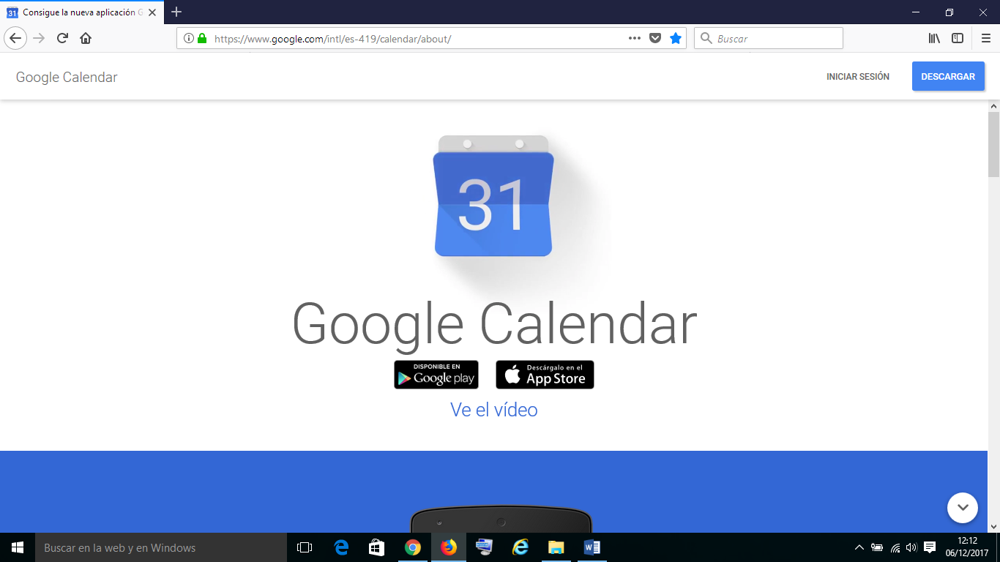 31 Consigue la nueva aplicación G
https://www.google.com/intl/es-419/calendar/about/
Buscar
Google Calendar
INICIAR SESIÓN
DESCARGAR
31
Google Calendar
DISPONIBLE EN
Google play
Descárgalo en el
App Store
Ve el vídeo
Buscar en la web y en Windows
12:12
06/12/2017